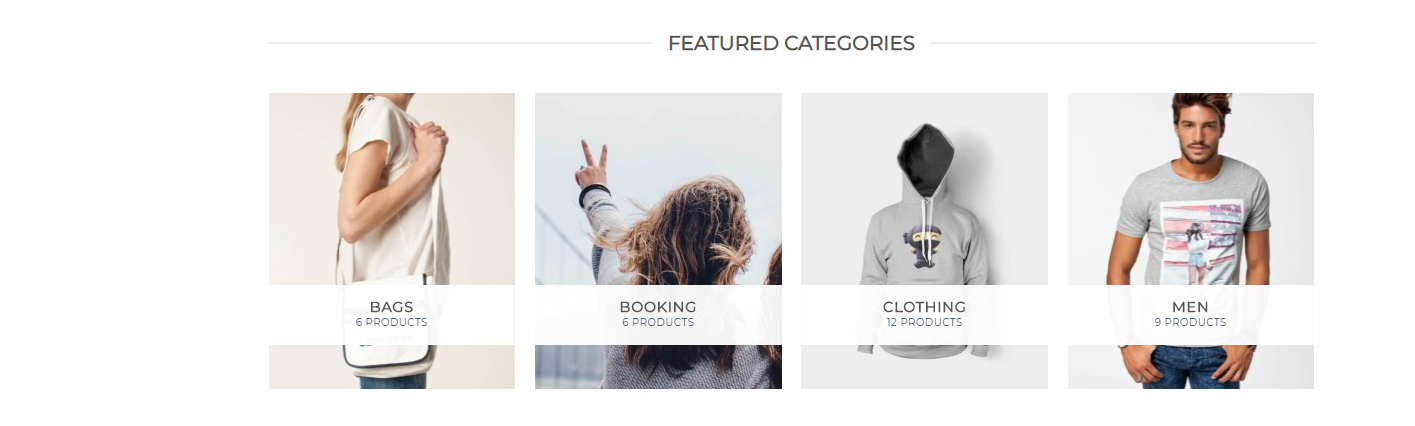 FEATURED CATEGORIES
BAGS
6 PRODUCTS
BOOKING
6 PRODUCTS
CLOTHING
12 PRODUCTS
MEN
9 PRODUCTS